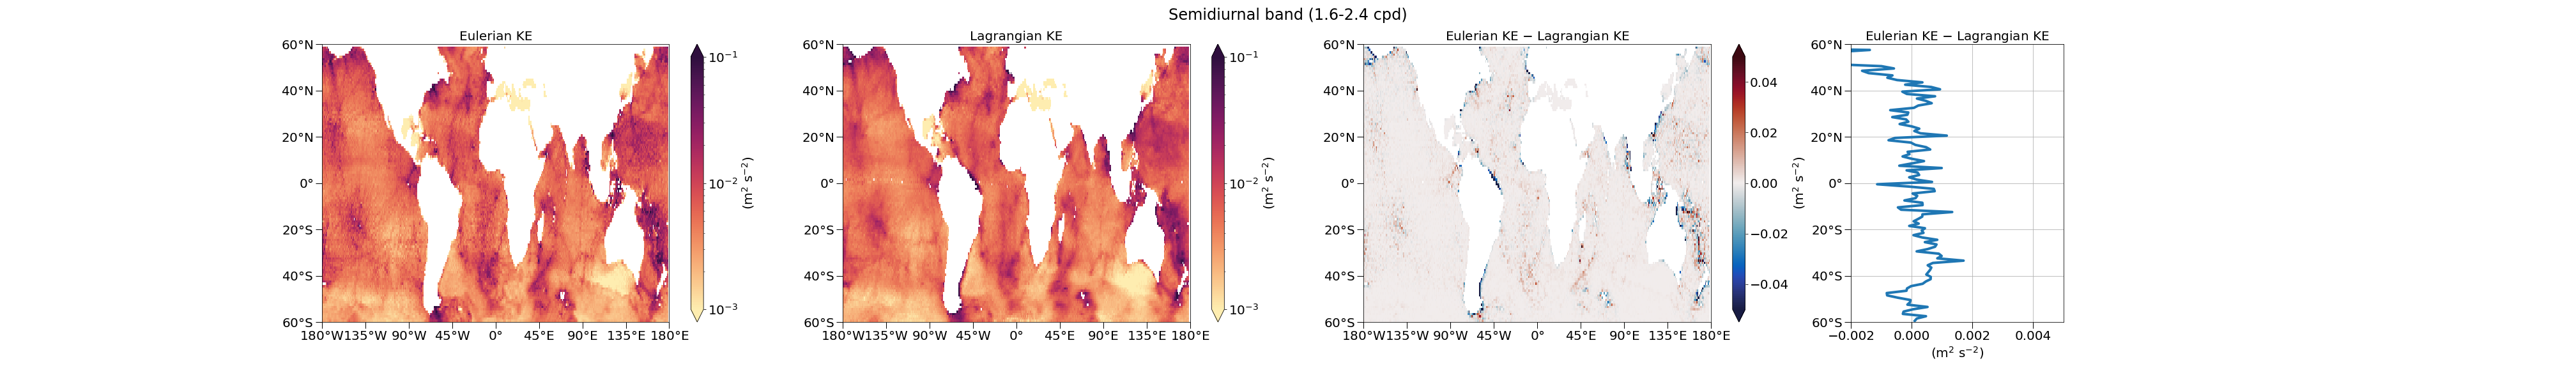 Semidiurnal band (1.6-2.4 cpd)
Eulerian KE
60°N
40°N
20°N
0°
20°S
40°S
60°S
180°W135°W 90°W 45°W 0° 45°E 90°E 135°E 180°E
10⁻¹
10⁻²
10⁻³
(m² s⁻²)
Lagrangian KE
60°N
40°N
20°N
0°
20°S
40°S
60°S
180°W135°W 90°W 45°W 0° 45°E 90°E 135°E 180°E
10⁻¹
10⁻²
10⁻³
(m² s⁻²)
Eulerian KE − Lagrangian KE
60°N
40°N
20°N
0°
20°S
40°S
60°S
180°W135°W 90°W 45°W 0° 45°E 90°E 135°E 180°E
0.04
0.02
0.00
−0.02
−0.04
(m² s⁻²)
Eulerian KE − Lagrangian KE
60°N
40°N
20°N
0°
20°S
40°S
60°S
−0.002 0.000 0.002 0.004
(m² s⁻²)